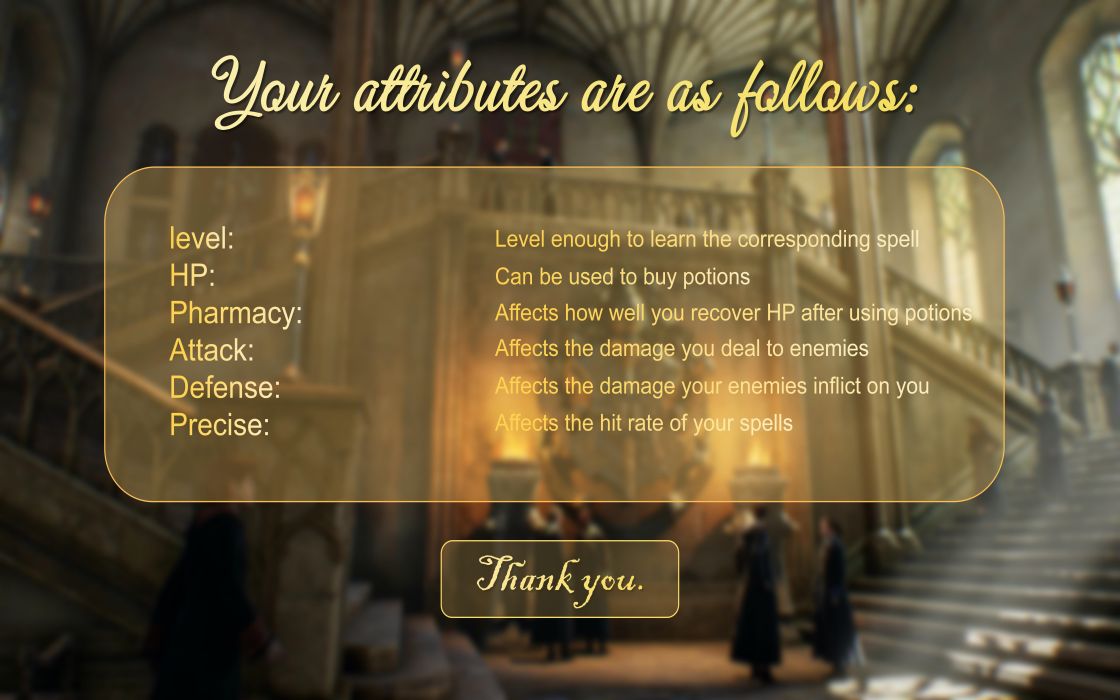 Your attributes are as follows:
level: Level enough to learn the corresponding spell
HP: Can be used to buy potions
Pharmacy: Affects how well you recover HP after using potions
Attack: Affects the damage you deal to enemies
Defense: Affects the damage your enemies inflict on you
Precise: Affects the hit rate of your spells
Thank you.